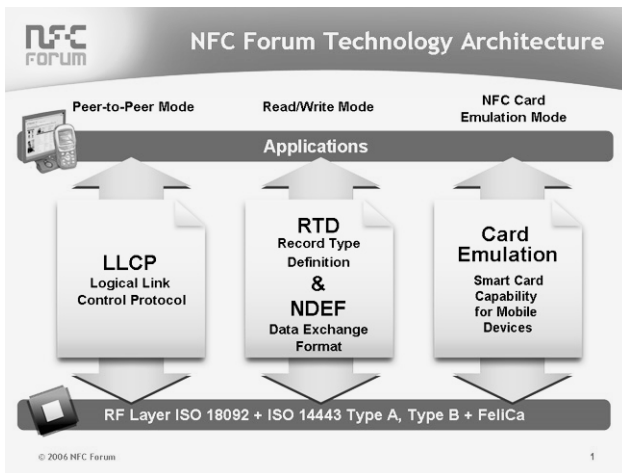 NFC
FORUM
NFC Forum Technology Architecture
Peer-to-Peer Mode
Read/Write Mode
NFC Card
Emulation Mode
Applications
LLCP
Logical Link
Control Protocol
RTD
Record Type
Definition
&
NDEF
Data Exchange
Format
Card
Emulation
Smart Card
Capability
for Mobile
Devices
RF Layer ISO 18092 + ISO 14443 Type A, Type B + FeliCa
© 2006 NFC Forum
1